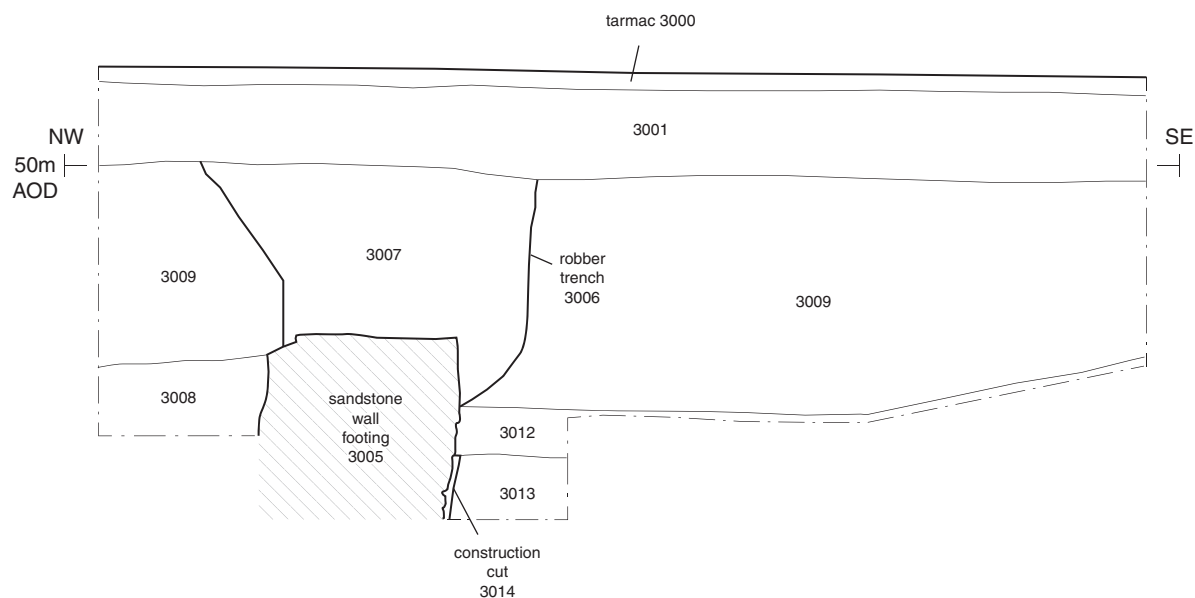 tarmac 3000
3001
NW
SE
50m
AOD
3007
3009
robber
trench
3006
3009
3008
sandstone
wall
footing
3005
3012
3013
construction
cut
3014